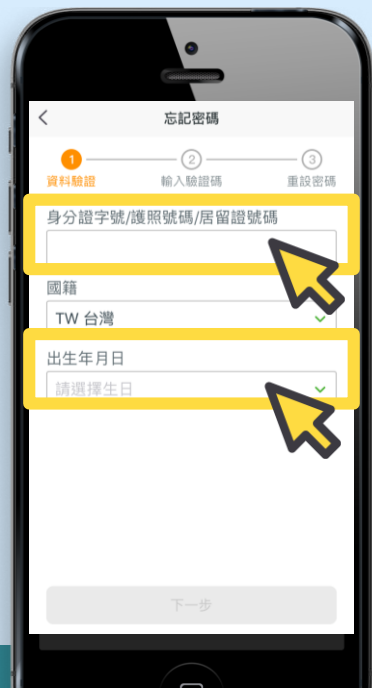 忘記密碼
1 2 3
資料驗證 輸入驗證碼 重設密碼
身分證字號/護照號碼/居留證號碼
國籍
TW 台灣
出生年月日
請選擇生日
下一步